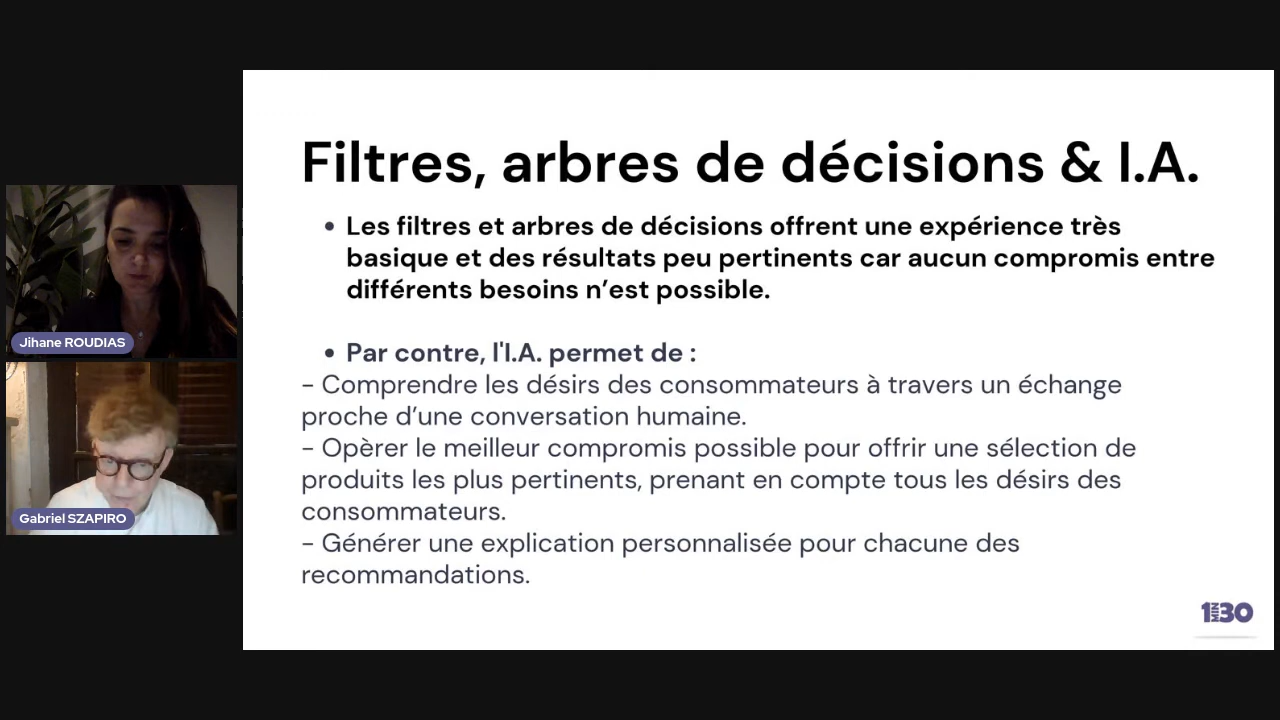 Filtres, arbres de décisions & I.A.
• Les filtres et arbres de décisions offrent une expérience très
basique et des résultats peu pertinents car aucun compromis entre
différents besoins n’est possible.
• Par contre, l'I.A. permet de :
- Comprendre les désirs des consommateurs à travers un échange
proche d’une conversation humaine.
- Opèrer le meilleur compromis possible pour offrir une sélection de
produits les plus pertinents, prenant en compte tous les désirs des
consommateurs.
- Générer une explication personnalisée pour chacune des
recommandations.
Jihane ROUDIAS
Gabriel SZAPIRO
1MIN30